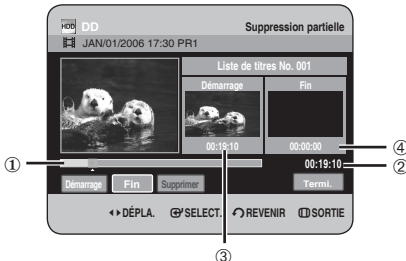 HDD DD Suppression partielle
JAN/01/2006 17:30 PR1
Liste de titres No. 001
Démarrage Fin
00:19:10 00:00:00 ④
① 00:19:10 ②
Démarrage Fin Supprimer Termi.
DÉPLA. SELECT. REVENIR SORTIE
③